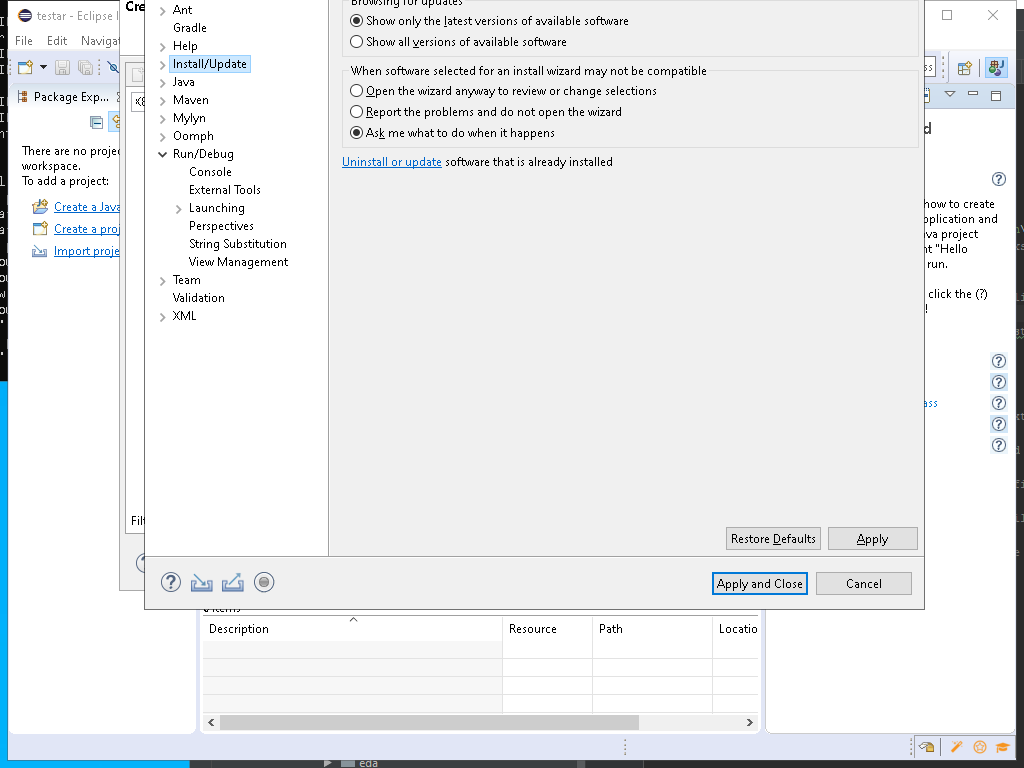 testar - Eclipse I
File Edit Navigat
Package Exp...
There are no projec
workspace.
To add a project:
Create a Java
Create a proj
Import proje
Cre
Filt
Ant
Gradle
Help
Install/Update
Java
Maven
Mylyn
Oomph
Run/Debug
Console
External Tools
Launching
Perspectives
String Substitution
View Management
Team
Validation
XML
Browsing for updates
Show only the latest versions of available software
Show all versions of available software
When software selected for an install wizard may not be compatible
Open the wizard anyway to review or change selections
Report the problems and do not open the wizard
Ask me what to do when it happens
Uninstall or update software that is already installed
Restore Defaults
Apply
Apply and Close
Cancel
ss
d
how to create
pplication and
va project
nt "Hello
run.
click the (?)
!
ass
0 items
Description
Resource
Path
Locatio
eda